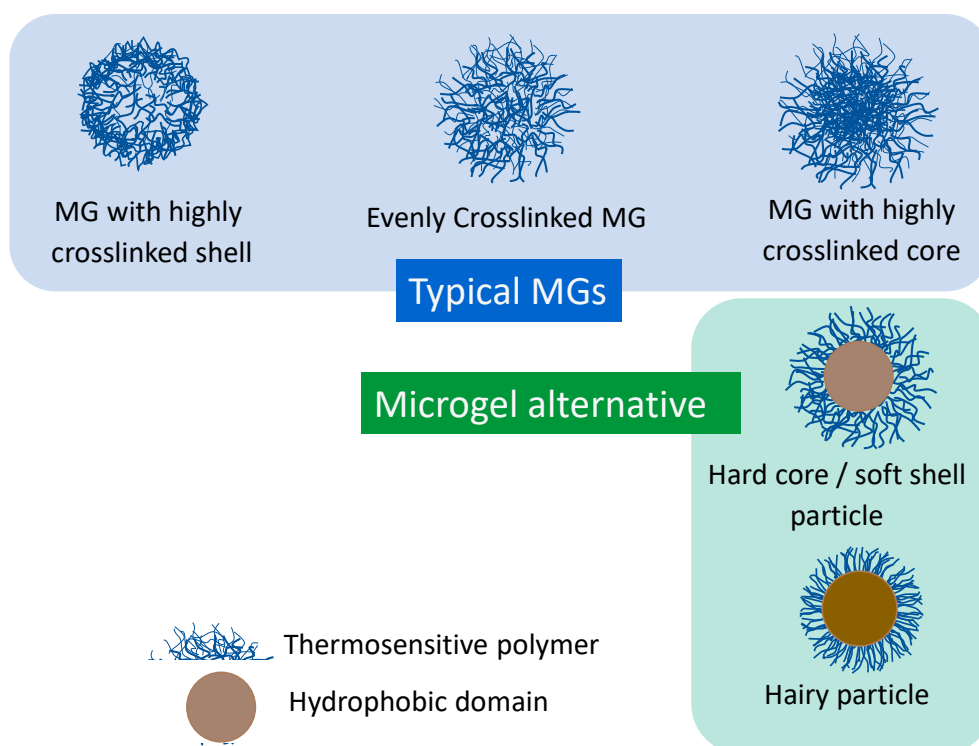 MG with highly
crosslinked shell
Evenly Crosslinked MG
MG with highly
crosslinked core
Typical MGs
Microgel alternative
Hard core / soft shell
particle
Hairy particle
Thermosensitive polymer
Hydrophobic domain